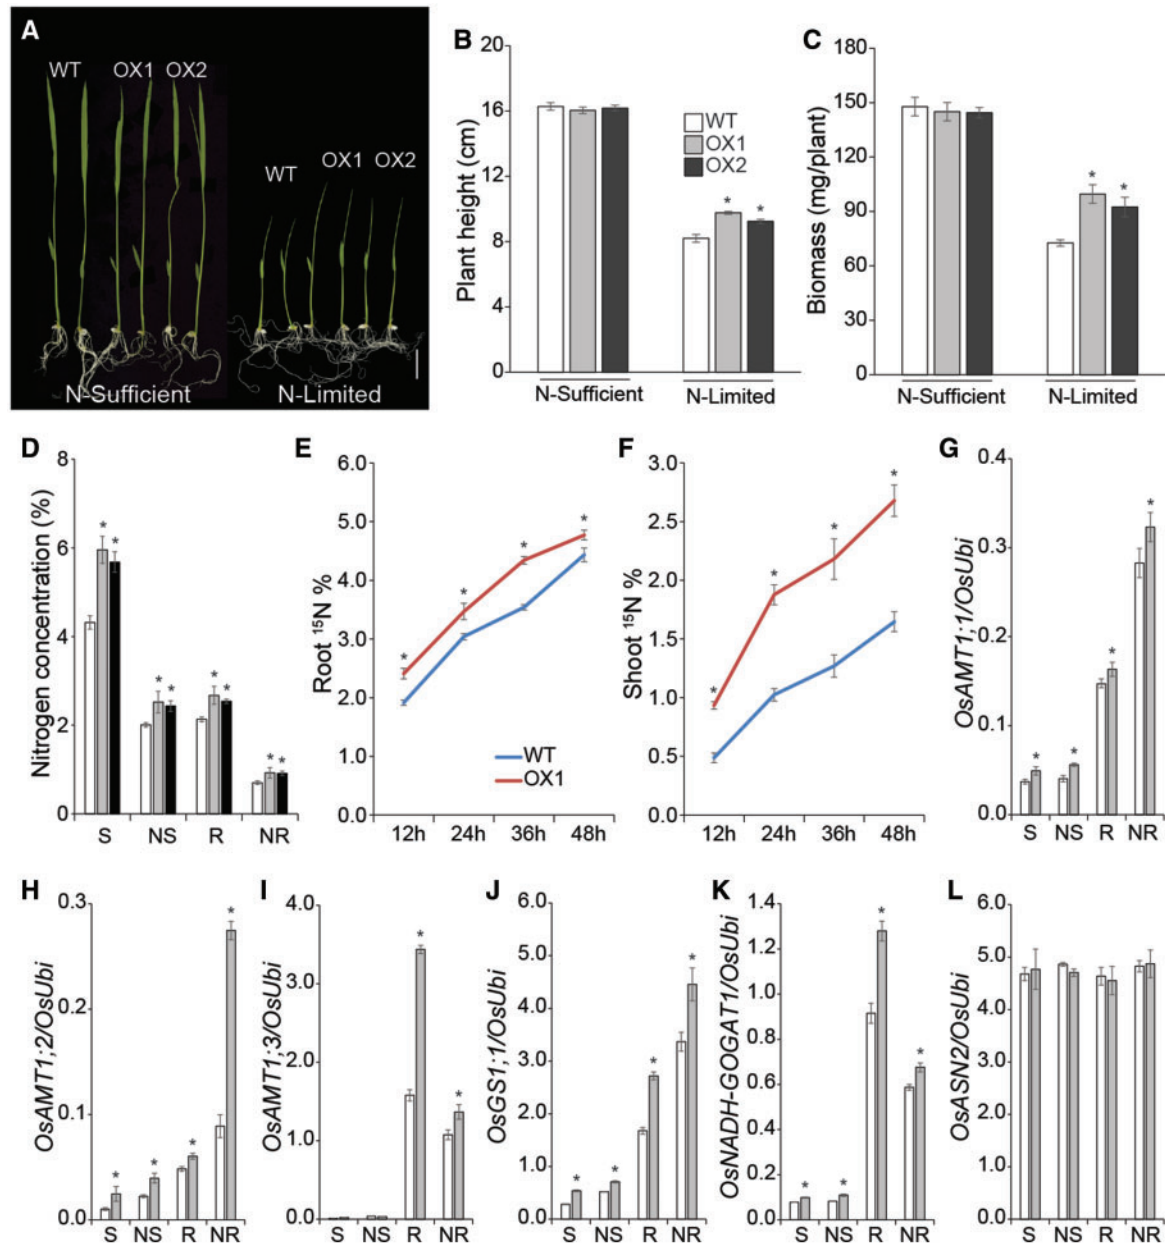 A
WT OX1 OX2
WT OX1 OX2
N-Sufficient N-Limited
B
Plant height (cm)
20
16
12
8
4
0
WT
OX1
OX2
* *
N-Sufficient N-Limited
C
Biomass (mg/plant)
180
150
120
90
60
30
0
* *
N-Sufficient N-Limited
D
Nitrogen concentration (%)
8
6
4
2
0
* *
* *
* *
* *
S NS R NR
E
Root ¹⁵N %
6.0
5.0
4.0
3.0
2.0
1.0
0.0
* * * *
WT
OX1
12h 24h 36h 48h
F
Shoot ¹⁵N %
3.0
2.5
2.0
1.5
1.0
0.5
0.0
* * * *
12h 24h 36h 48h
G
OsAMT1;1/OsUbi
0.4
0.3
0.2
0.1
0.0
* * * *
S NS R NR
H
OsAMT1;2/OsUbi
0.3
0.2
0.1
0.0
* * * *
S NS R NR
I
OsAMT1;3/OsUbi
4.0
3.0
2.0
1.0
0.0
* *
S NS R NR
J
OsGS1;1/OsUbi
6.0
5.0
4.0
3.0
2.0
1.0
0.0
* * * *
S NS R NR
K
OsNADH-GOGAT1/OsUbi
1.4
1.2
1.0
0.8
0.6
0.4
0.2
0.0
* * * *
S NS R NR
L
OsASN2/OsUbi
6.0
5.0
4.0
3.0
2.0
1.0
0.0
S NS R NR